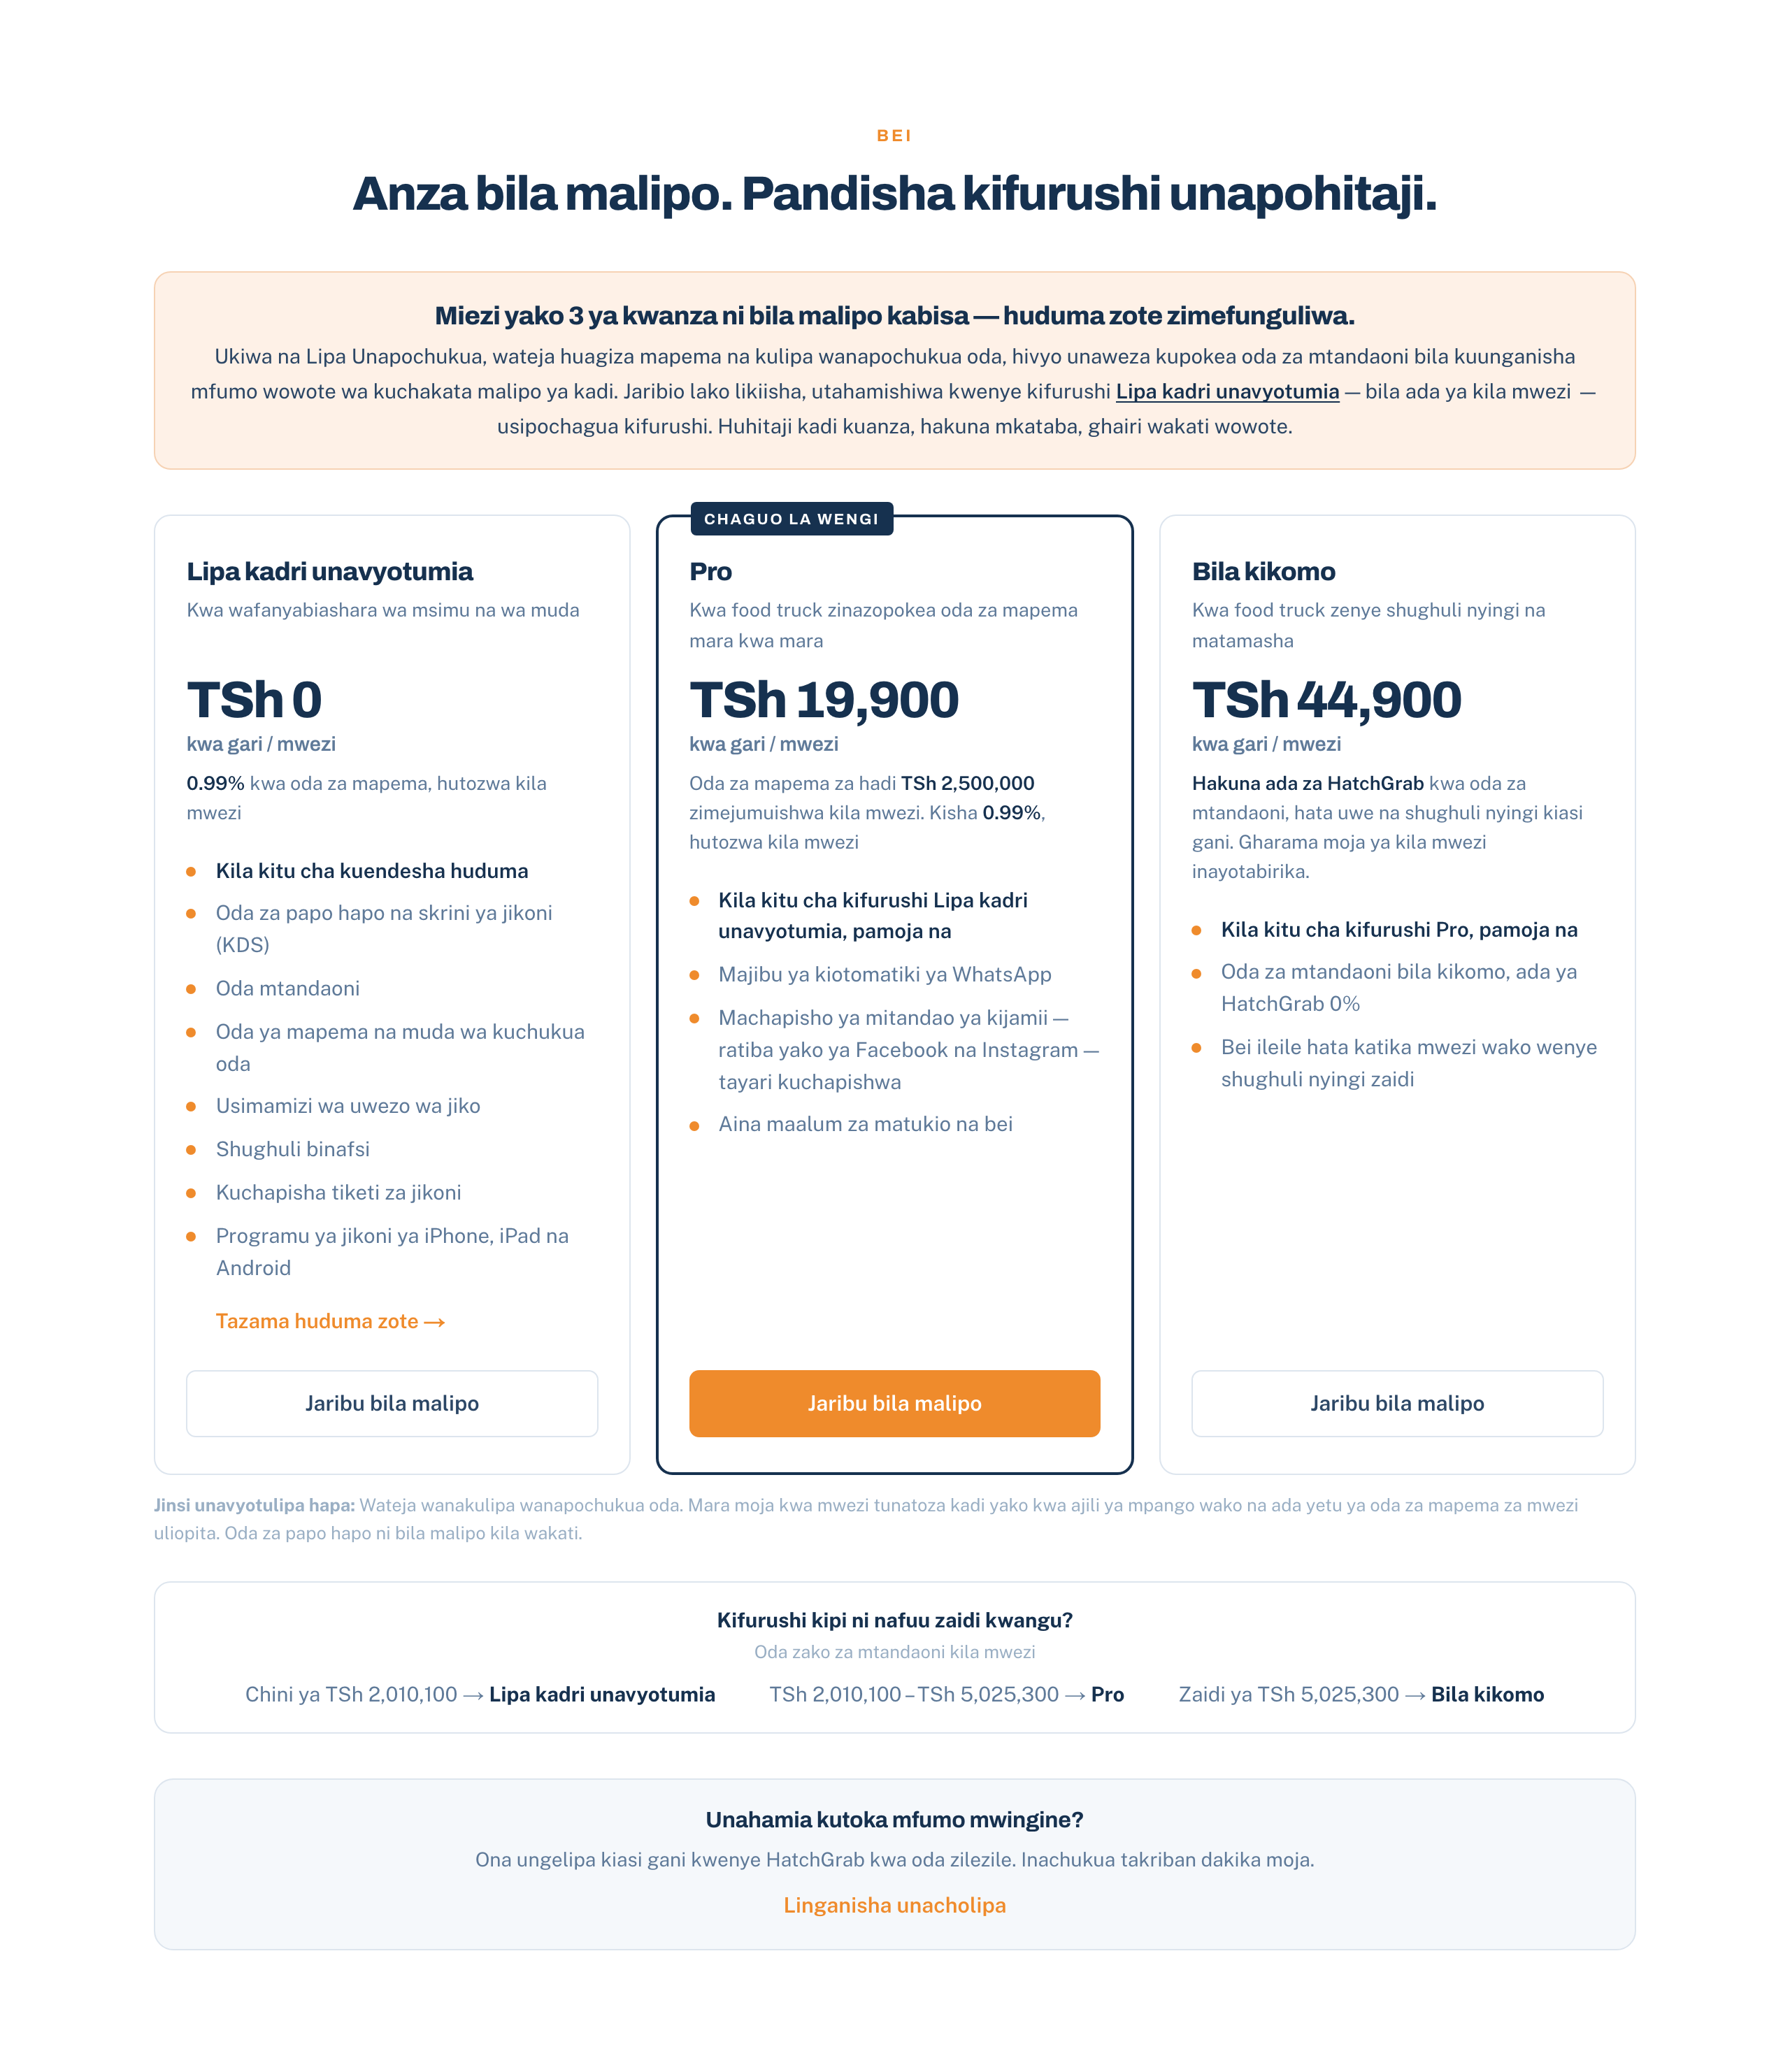 BEI
Anza bila malipo. Pandisha kifurushi unapohitaji.
Miezi yako 3 ya kwanza ni bila malipo kabisa — huduma zote zimefunguliwa.
Ukiwa na Lipa Unapochukua, wateja huagiza mapema na kulipa wanapochukua oda, hivyo unaweza kupokea oda za mtandaoni bila kuunganisha
mfumo wowote wa kuchakata malipo ya kadi. Jaribio lako likiisha, utahamishiwa kwenye kifurushi Lipa kadri unavyotumia — bila ada ya kila mwezi —
usipochagua kifurushi. Huhitaji kadi kuanza, hakuna mkataba, ghairi wakati wowote.
Lipa kadri unavyotumia
Kwa wafanyabiashara wa msimu na wa muda
TSh 0
kwa gari / mwezi
0.99% kwa oda za mapema, hutozwa kila
mwezi
Kila kitu cha kuendesha huduma
Oda za papo hapo na skrini ya jikoni
(KDS)
Oda mtandaoni
Oda ya mapema na muda wa kuchukua
oda
Usimamizi wa uwezo wa jiko
Shughuli binafsi
Kuchapisha tiketi za jikoni
Programu ya jikoni ya iPhone, iPad na
Android
Tazama huduma zote →
Jaribu bila malipo
CHAGUO LA WENGI
Pro
Kwa food truck zinazopokea oda za mapema
mara kwa mara
TSh 19,900
kwa gari / mwezi
Oda za mapema za hadi TSh 2,500,000
zimejumuishwa kila mwezi. Kisha 0.99%,
hutozwa kila mwezi
Kila kitu cha kifurushi Lipa kadri
unavyotumia, pamoja na
Majibu ya kiotomatiki ya WhatsApp
Machapisho ya mitandao ya kijamii —
ratiba yako ya Facebook na Instagram —
tayari kuchapishwa
Aina maalum za matukio na bei
Jaribu bila malipo
Bila kikomo
Kwa food truck zenye shughuli nyingi na
matamasha
TSh 44,900
kwa gari / mwezi
Hakuna ada za HatchGrab kwa oda za
mtandaoni, hata uwe na shughuli nyingi kiasi
gani. Gharama moja ya kila mwezi
inayotabirika.
Kila kitu cha kifurushi Pro, pamoja na
Oda za mtandaoni bila kikomo, ada ya
HatchGrab 0%
Bei ileile hata katika mwezi wako wenye
shughuli nyingi zaidi
Jaribu bila malipo
Jinsi unavyotulipa hapa: Wateja wanakulipa wanapochukua oda. Mara moja kwa mwezi tunatoza kadi yako kwa ajili ya mpango wako na ada yetu ya oda za mapema za mwezi
uliopita. Oda za papo hapo ni bila malipo kila wakati.
Kifurushi kipi ni nafuu zaidi kwangu?
Oda zako za mtandaoni kila mwezi
Chini ya TSh 2,010,100 → Lipa kadri unavyotumia
TSh 2,010,100 – TSh 5,025,300 → Pro
Zaidi ya TSh 5,025,300 → Bila kikomo
Unahamia kutoka mfumo mwingine?
Ona ungelipa kiasi gani kwenye HatchGrab kwa oda zilezile. Inachukua takriban dakika moja.
Linganisha unacholipa